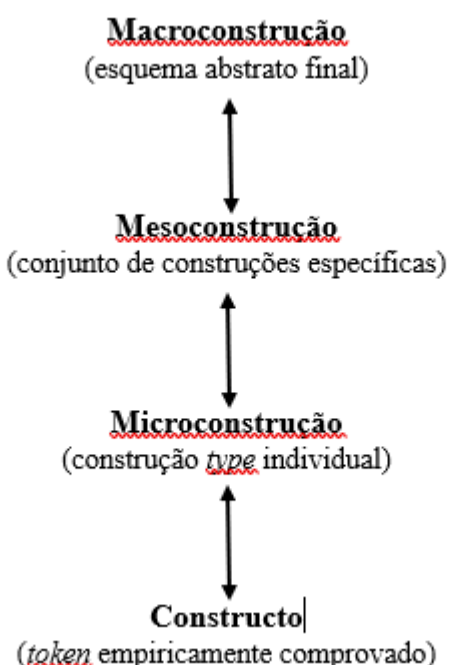 Macroconstrução
(esquema abstrato final)
Mesoconstrução
(conjunto de construções específicas)
Microconstrução
(construção type individual)
Constructo
(token empiricamente comprovado)